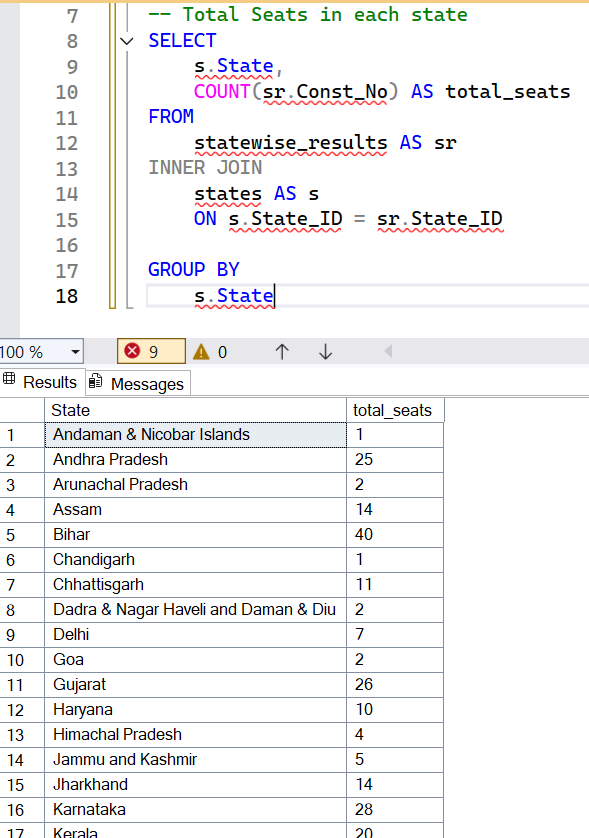 7 -- Total Seats in each state
8 SELECT
9 s.State,
10 COUNT(sr.Const_No) AS total_seats
11 FROM
12 statewise_results AS sr
13 INNER JOIN
14 states AS s
15 ON s.State_ID = sr.State_ID
16
17 GROUP BY
18 s.State
100 % 9 0
Results Messages
State total_seats
1 Andaman & Nicobar Islands 1
2 Andhra Pradesh 25
3 Arunachal Pradesh 2
4 Assam 14
5 Bihar 40
6 Chandigarh 1
7 Chhattisgarh 11
8 Dadra & Nagar Haveli and Daman & Diu 2
9 Delhi 7
10 Goa 2
11 Gujarat 26
12 Haryana 10
13 Himachal Pradesh 4
14 Jammu and Kashmir 5
15 Jharkhand 14
16 Karnataka 28
17 Kerala 20